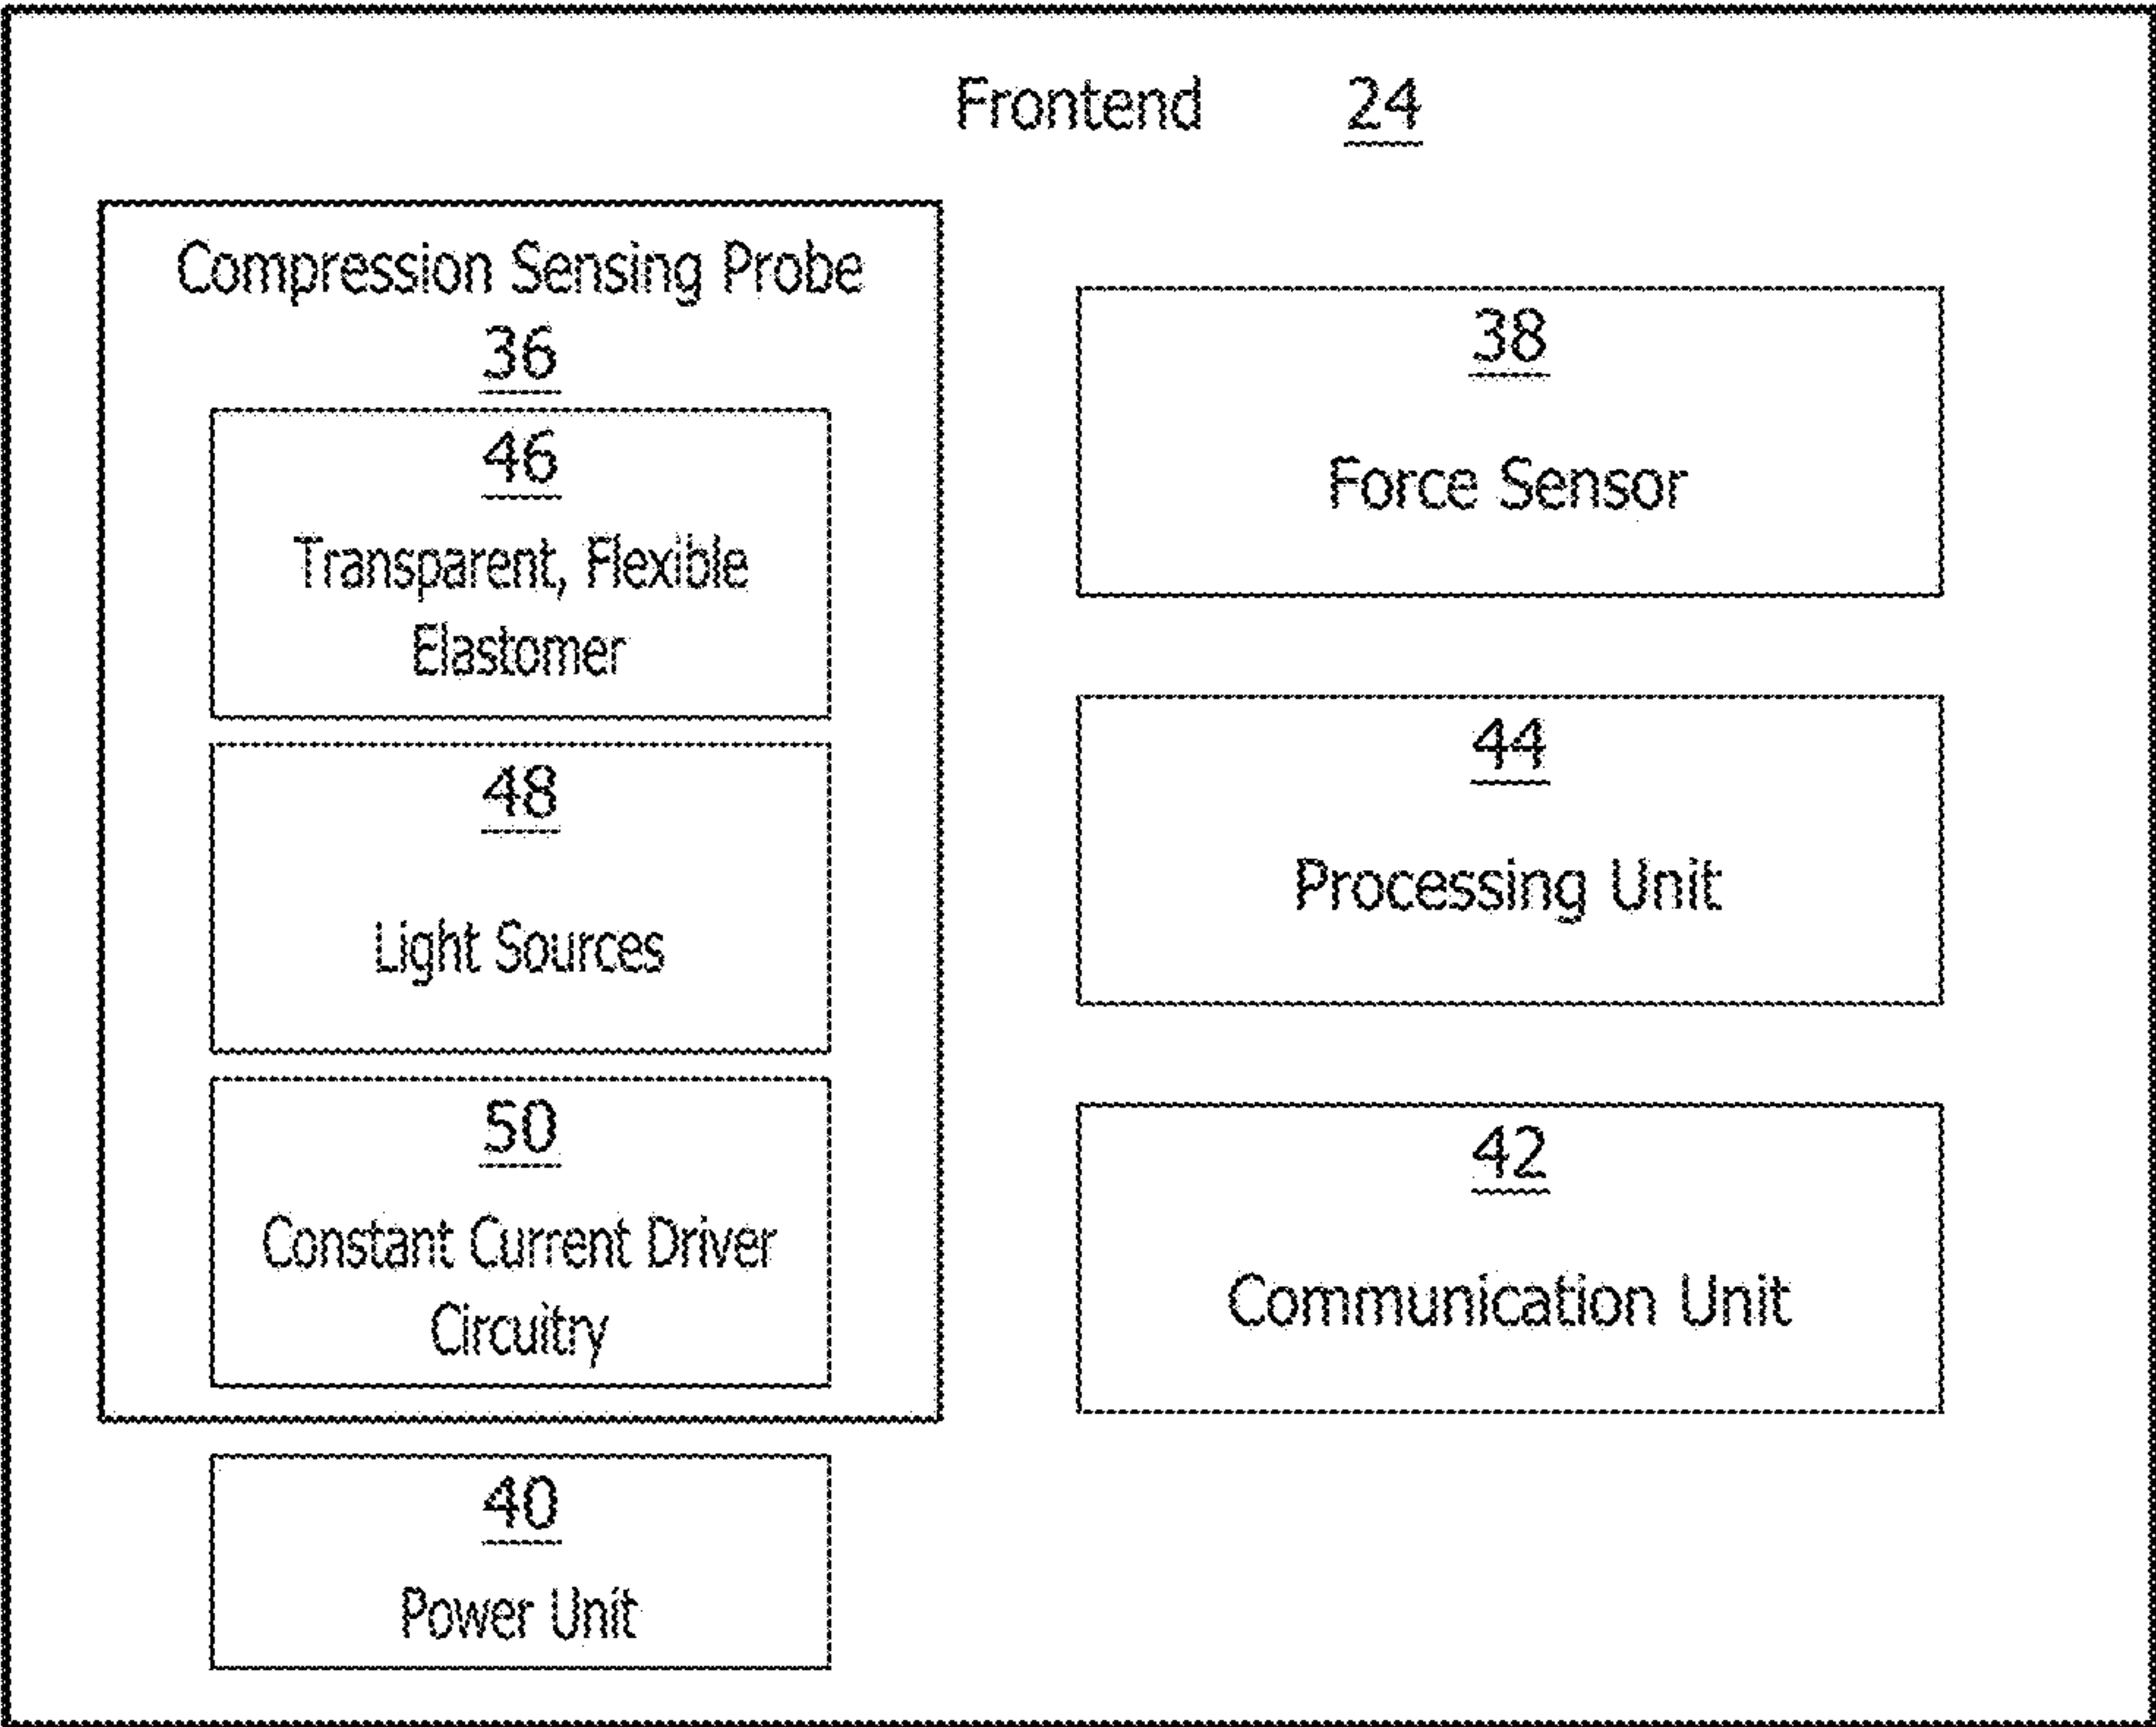 Frontend 24
Compression Sensing Probe
36
46
Transparent, Flexible
Elastomer
48
Light Sources
50
Constant Current Driver
Circuitry
40
Power Unit
38
Force Sensor
44
Processing Unit
42
Communication Unit